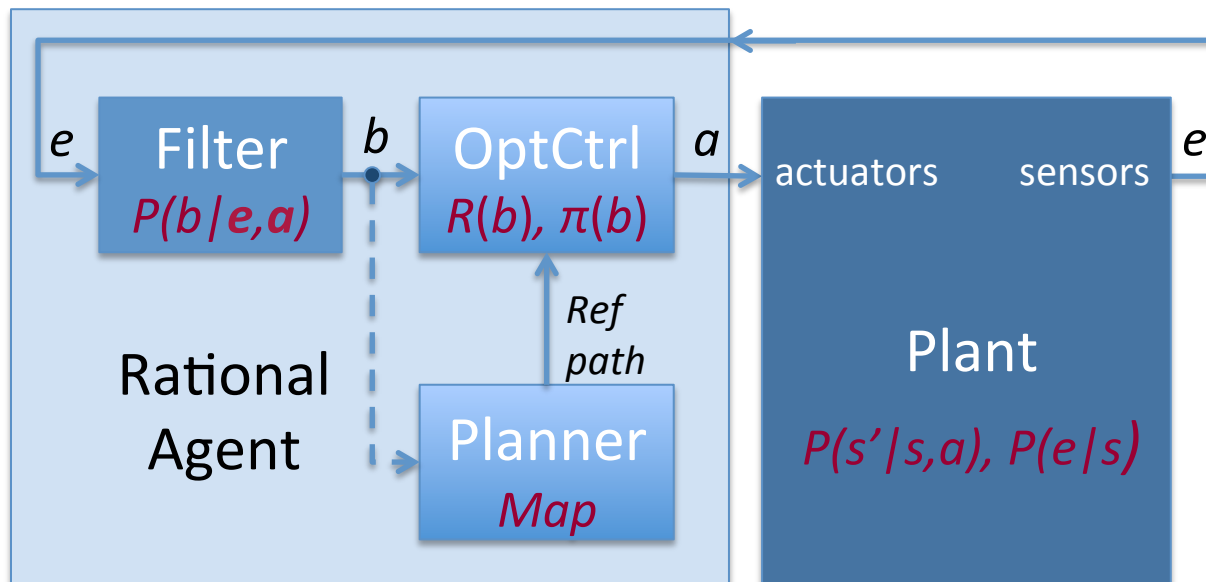 e
Filter
P(b|e,a)
b
OptCtrl
R(b), π(b)
a
actuators
sensors
e
Ref
path
Rational
Agent
Planner
Map
Plant
P(s’|s,a), P(e|s)